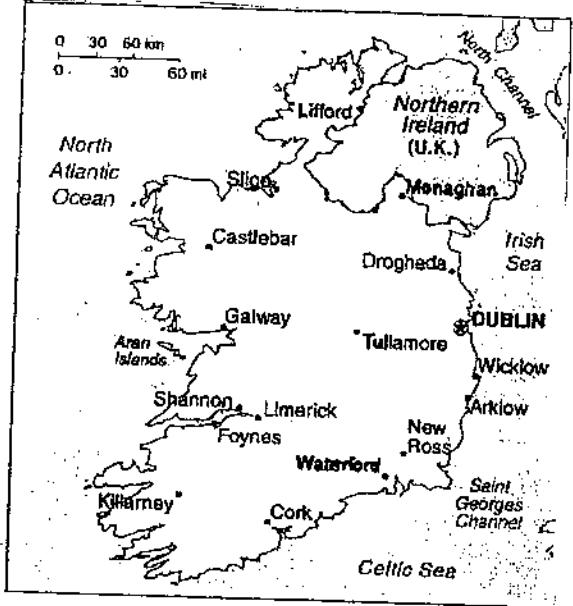 0 30 60 km
0 30 60 mi
North Channel
Lifford
Northern
Ireland
(U.K.)
North
Atlantic
Ocean
Sligo
Monaghan
Castlebar
Irish
Sea
Drogheda
Galway
DUBLIN
Aran
Islands
Tullamore
Wicklow
Shannon
Limerick
Arklow
Foynes
New
Ross
Waterford
Killarney
Saint
Georges
Channel
Cork
Celtic Sea